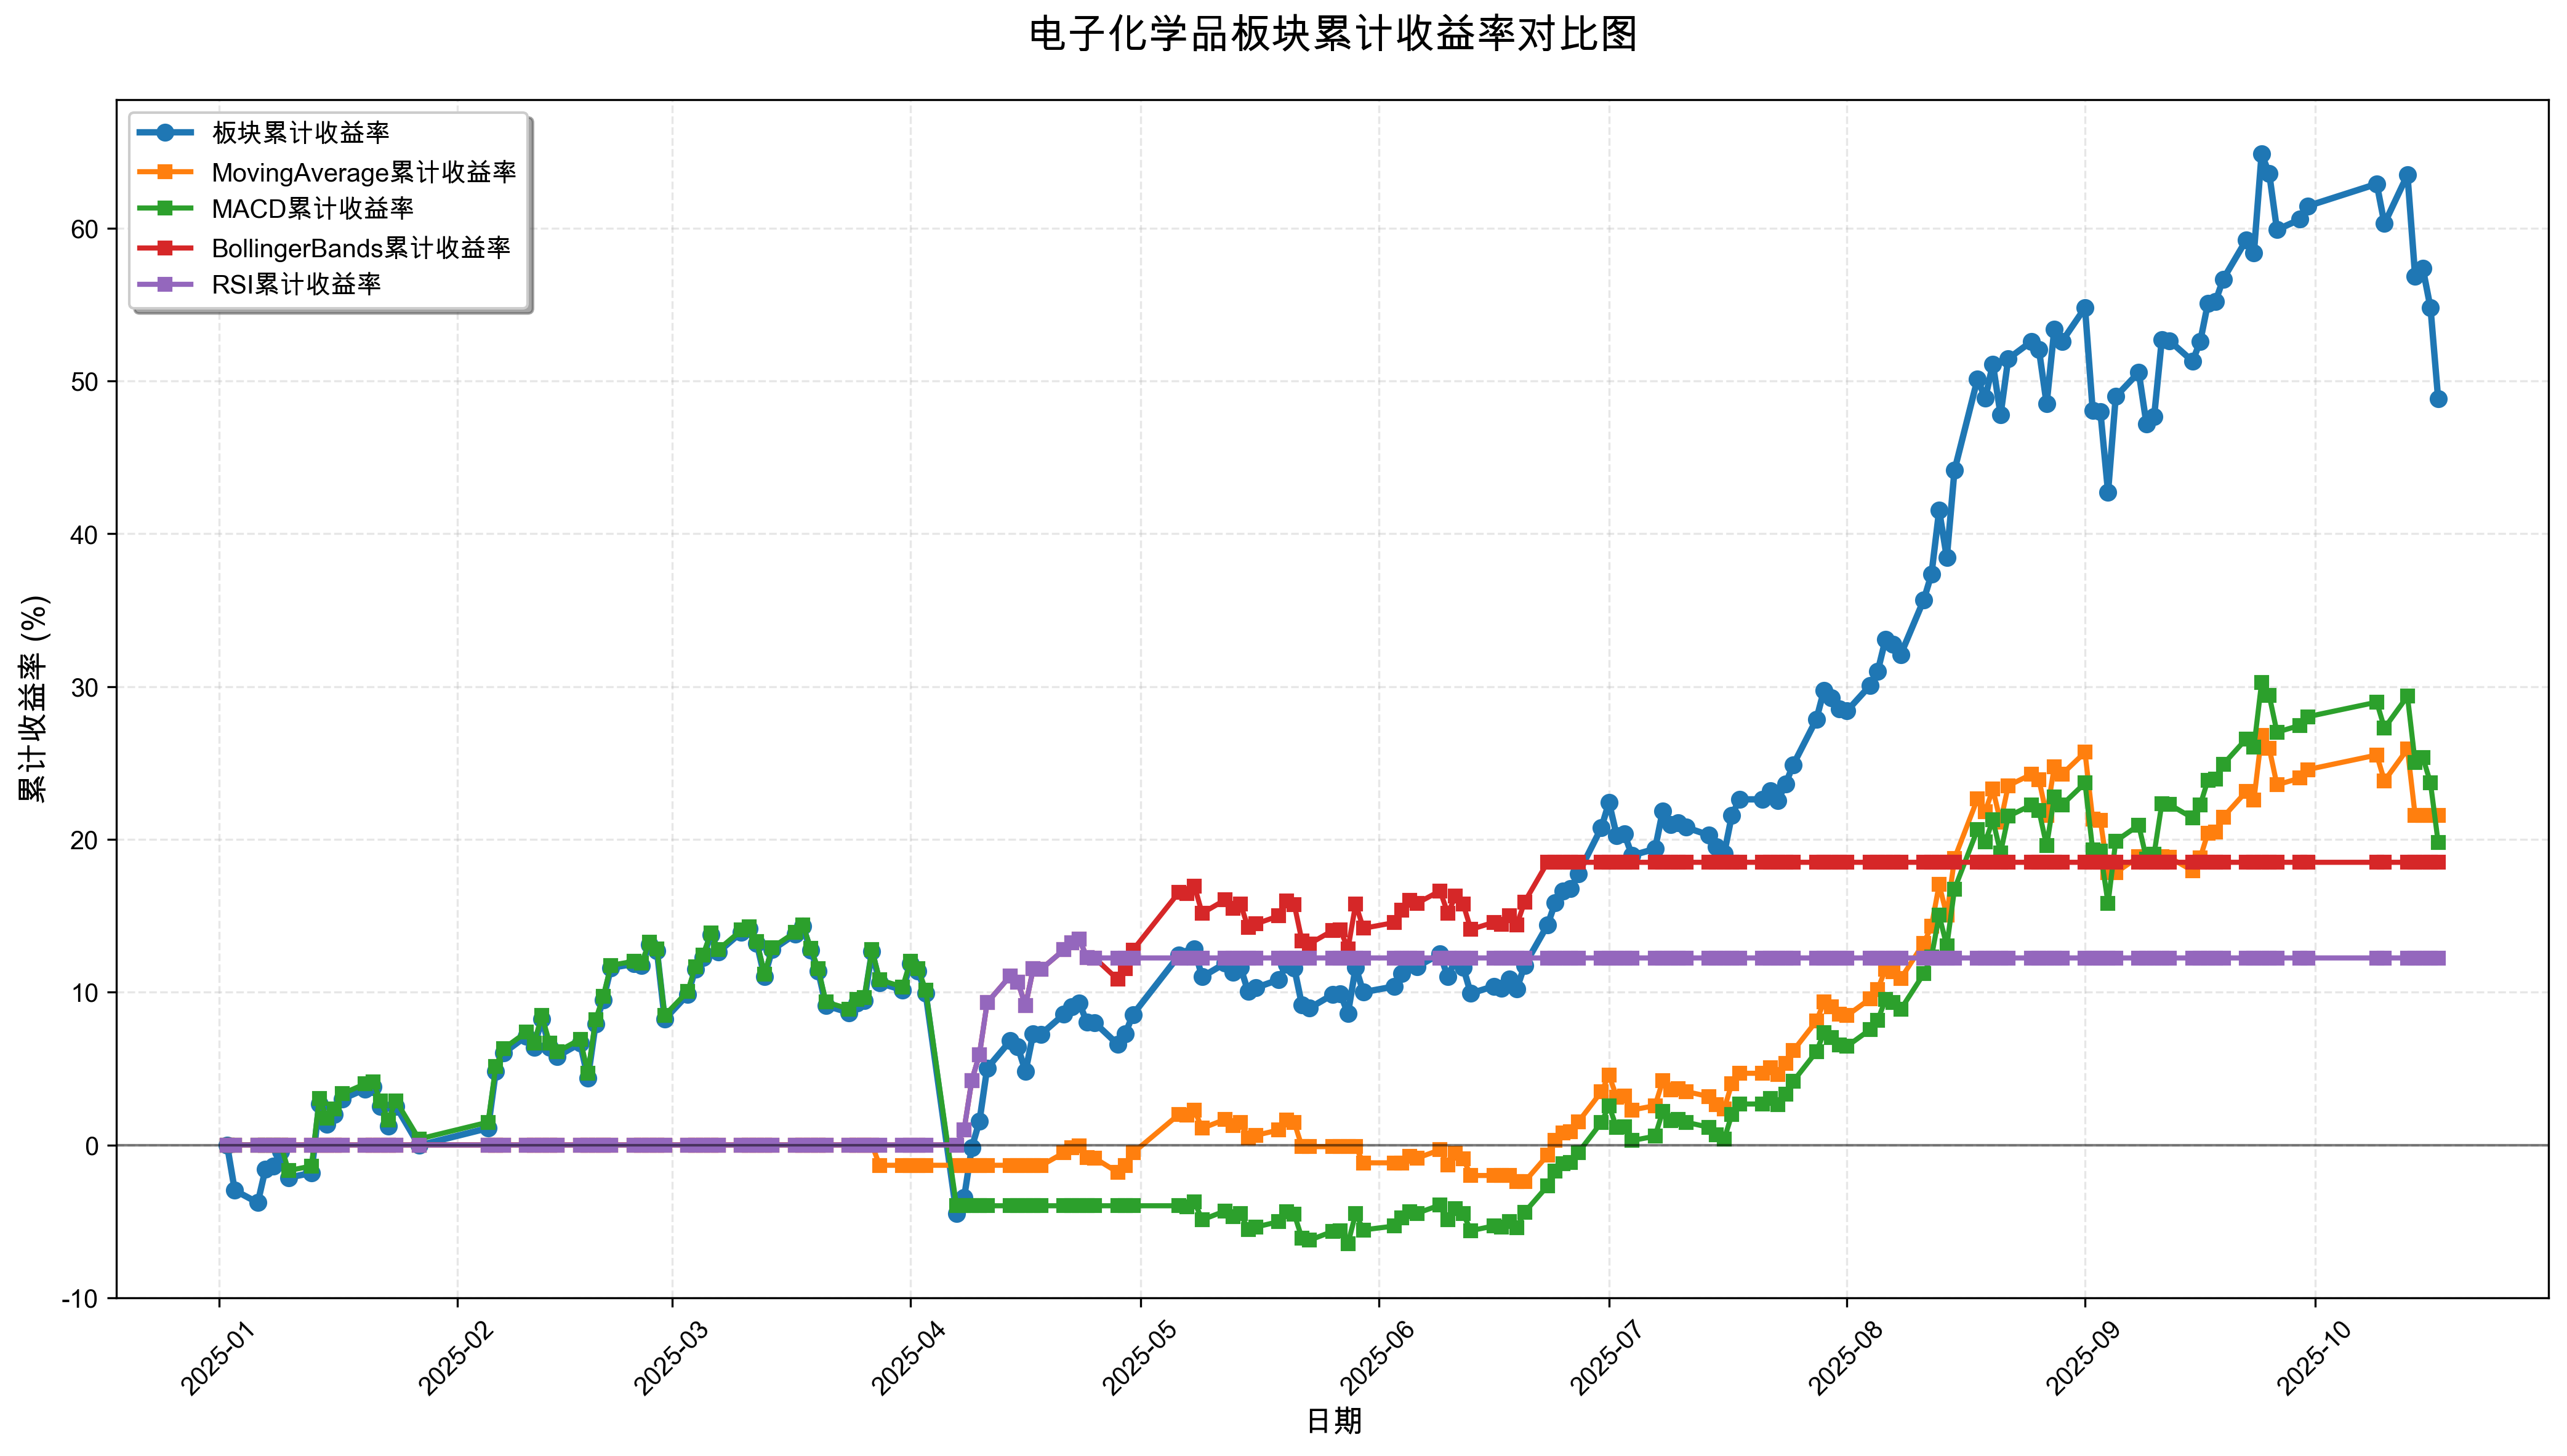 电子化学品板块累计收益率对比图
板块累计收益率
MovingAverage累计收益率
MACD累计收益率
BollingerBands累计收益率
RSI累计收益率
累计收益率 (%)
60
50
40
30
20
10
0
-10
2025-01
2025-02
2025-03
2025-04
2025-05
2025-06
2025-07
2025-08
2025-09
2025-10
日期